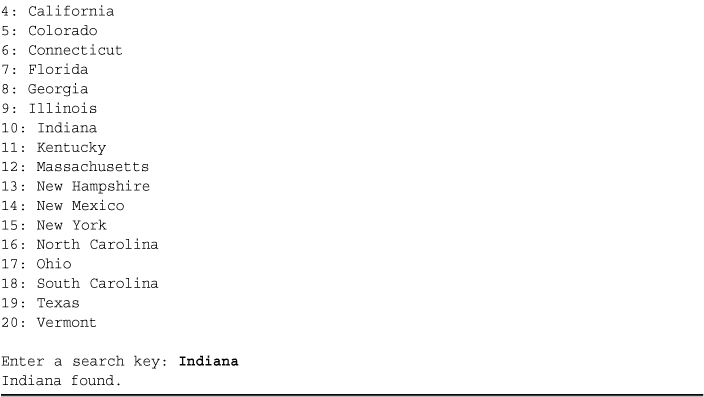 4: California
5: Colorado
6: Connecticut
7: Florida
8: Georgia
9: Illinois
10: Indiana
11: Kentucky
12: Massachusetts
13: New Hampshire
14: New Mexico
15: New York
16: North Carolina
17: Ohio
18: South Carolina
19: Texas
20: Vermont
Enter a search key: Indiana
Indiana found.